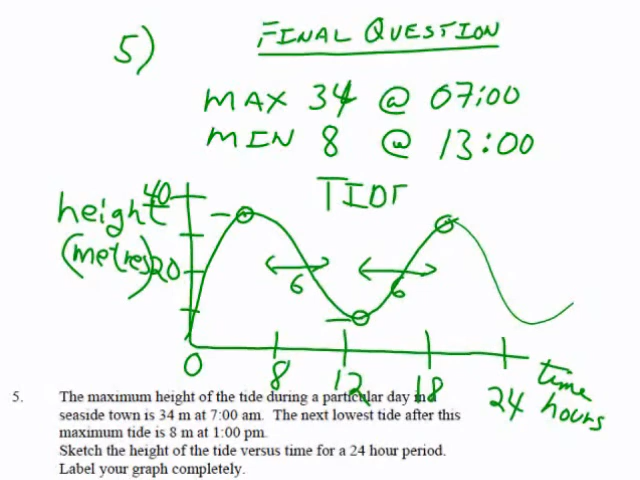 5)
FINAL QUESTION
MAX 34 @ 07:00
MIN 8 @ 13:00
TIDE
height
(metres)
40
20
6
6
0
8
12
18
24
time
hours
5. The maximum height of the tide during a particular day in a
seaside town is 34 m at 7:00 am. The next lowest tide after this
maximum tide is 8 m at 1:00 pm.
Sketch the height of the tide versus time for a 24 hour period.
Label your graph completely.